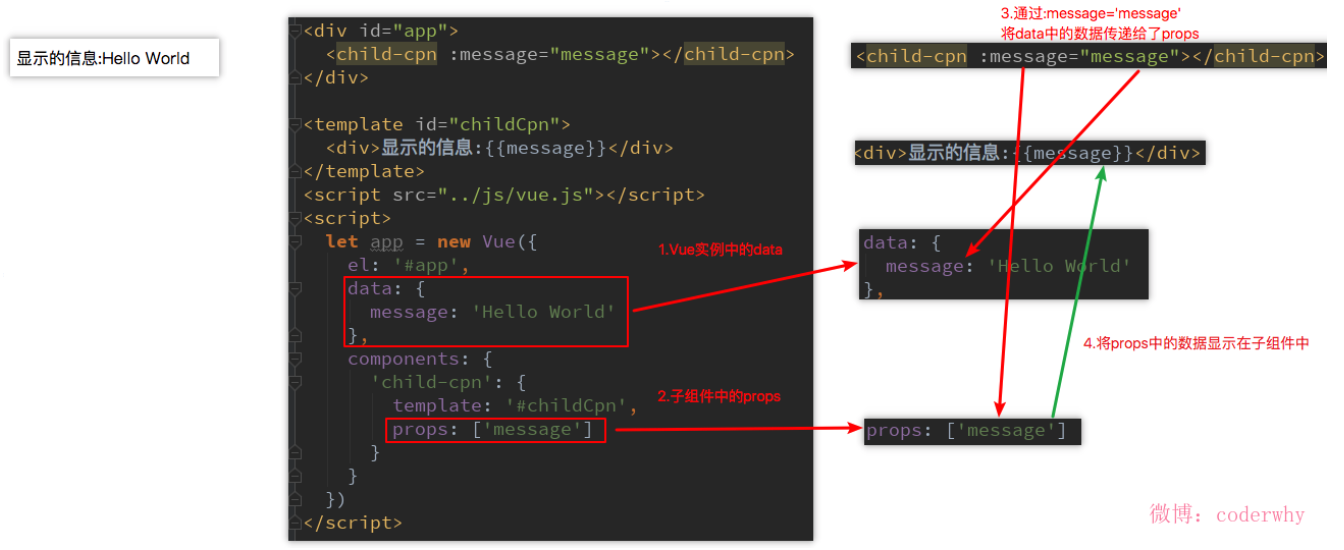 显示的信息:Hello World
<div id="app">
<child-cpn :message="message"></child-cpn>
</div>
<template id="childCpn">
<div>显示的信息:{{message}}</div>
</template>
<script src="../js/vue.js"></script>
<script>
let app = new Vue({
el: '#app',
data: {
message: 'Hello World'
},
components: {
'child-cpn': {
template: '#childCpn',
props: ['message']
}
}
})
</script>
1.Vue实例中的data
2.子组件中的props
3.通过:message='message'
将data中的数据传递给了props
<child-cpn :message="message"></child-cpn>
<div>显示的信息:{{message}}</div>
data: {
message: 'Hello World'
},
4.将props中的数据显示在子组件中
props: ['message']
微博：coderwhy